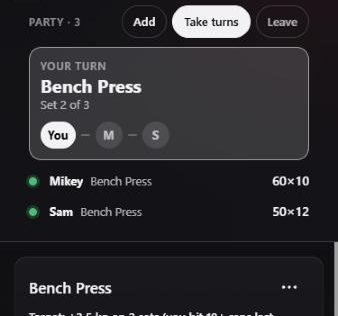 PARTY · 3 Add Take turns Leave
YOUR TURN
Bench Press
Set 2 of 3
You – M – S
Mikey Bench Press 60×10
Sam Bench Press 50×12
Bench Press ...